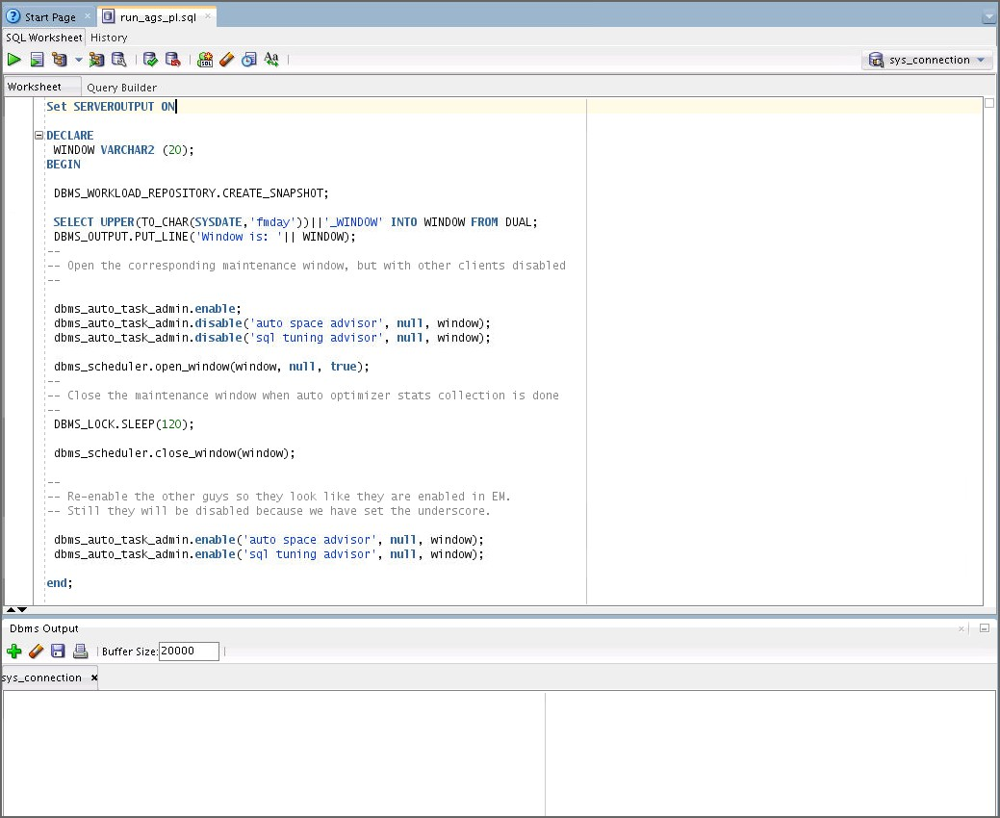 Start Page
run_ags_pl.sql
SQL Worksheet History
sys_connection
Worksheet Query Builder
Set SERVEROUTPUT ON
DECLARE
WINDOW VARCHAR2 (20);
BEGIN
DBMS_WORKLOAD_REPOSITORY.CREATE_SNAPSHOT;
SELECT UPPER(TO_CHAR(SYSDATE,'fmday'))||'_WINDOW' INTO WINDOW FROM DUAL;
DBMS_OUTPUT.PUT_LINE('Window is: '|| WINDOW);
--
-- Open the corresponding maintenance window, but with other clients disabled
--
dbms_auto_task_admin.enable;
dbms_auto_task_admin.disable('auto space advisor', null, window);
dbms_auto_task_admin.disable('sql tuning advisor', null, window);
dbms_scheduler.open_window(window, null, true);
--
-- Close the maintenance window when auto optimizer stats collection is done
--
DBMS_LOCK.SLEEP(120);
dbms_scheduler.close_window(window);
--
-- Re-enable the other guys so they look like they are enabled in EM.
-- Still they will be disabled because we have set the underscore.
dbms_auto_task_admin.enable('auto space advisor', null, window);
dbms_auto_task_admin.enable('sql tuning advisor', null, window);
end;
Dbms Output
Buffer Size: 20000
sys_connection